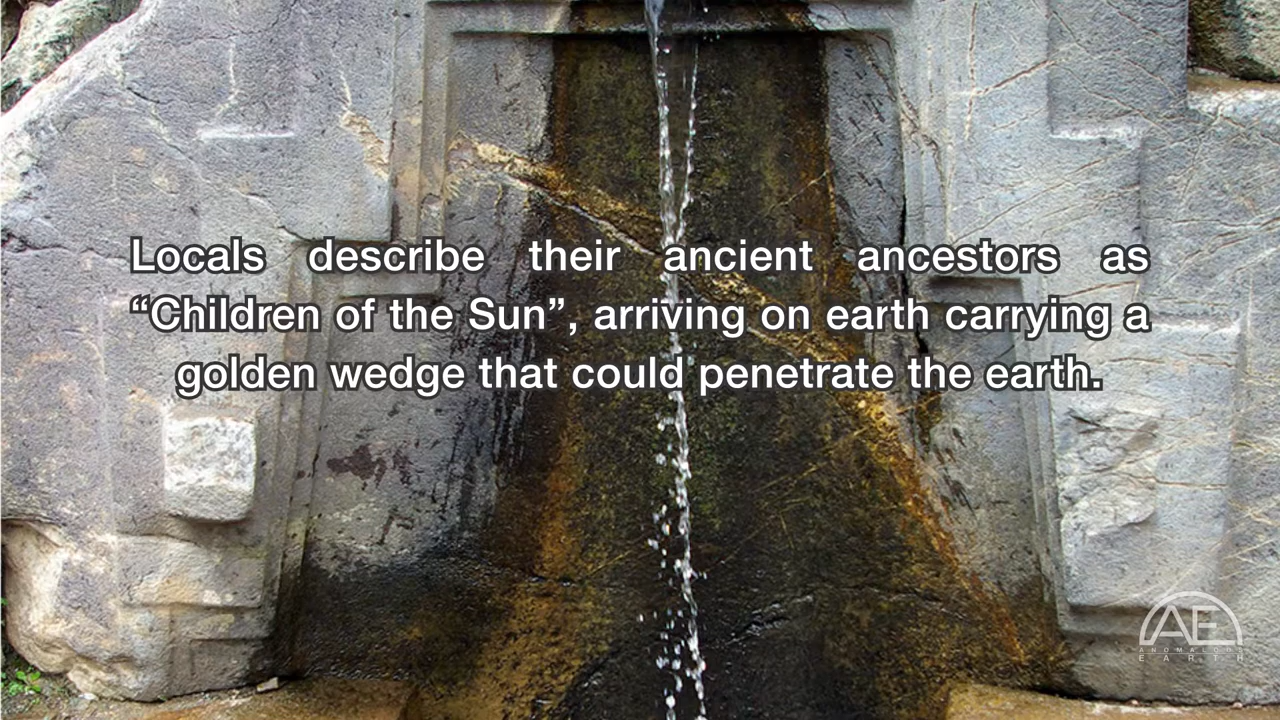 Locals describe their ancient ancestors as
“Children of the Sun”, arriving on earth carrying a
golden wedge that could penetrate the earth.
AE
ANOMALOUS
EARTH